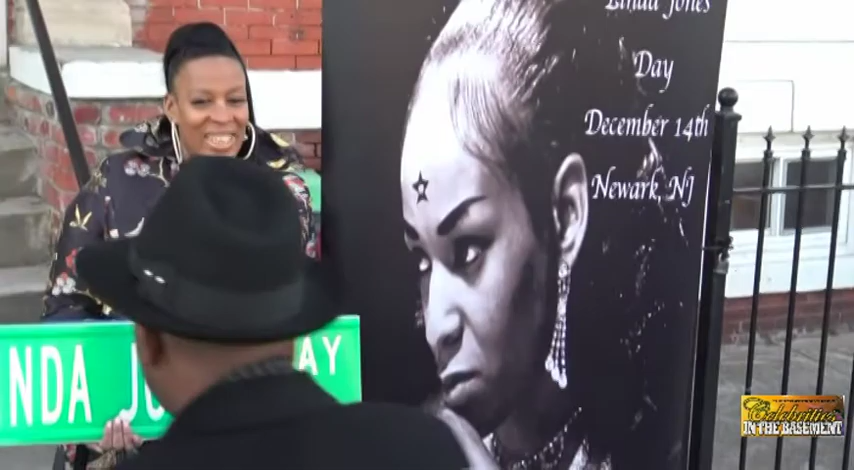 Linda Jones
Day
December 14th
Newark, NJ
NDA J AY
Celebrities
IN THE BASEMENT